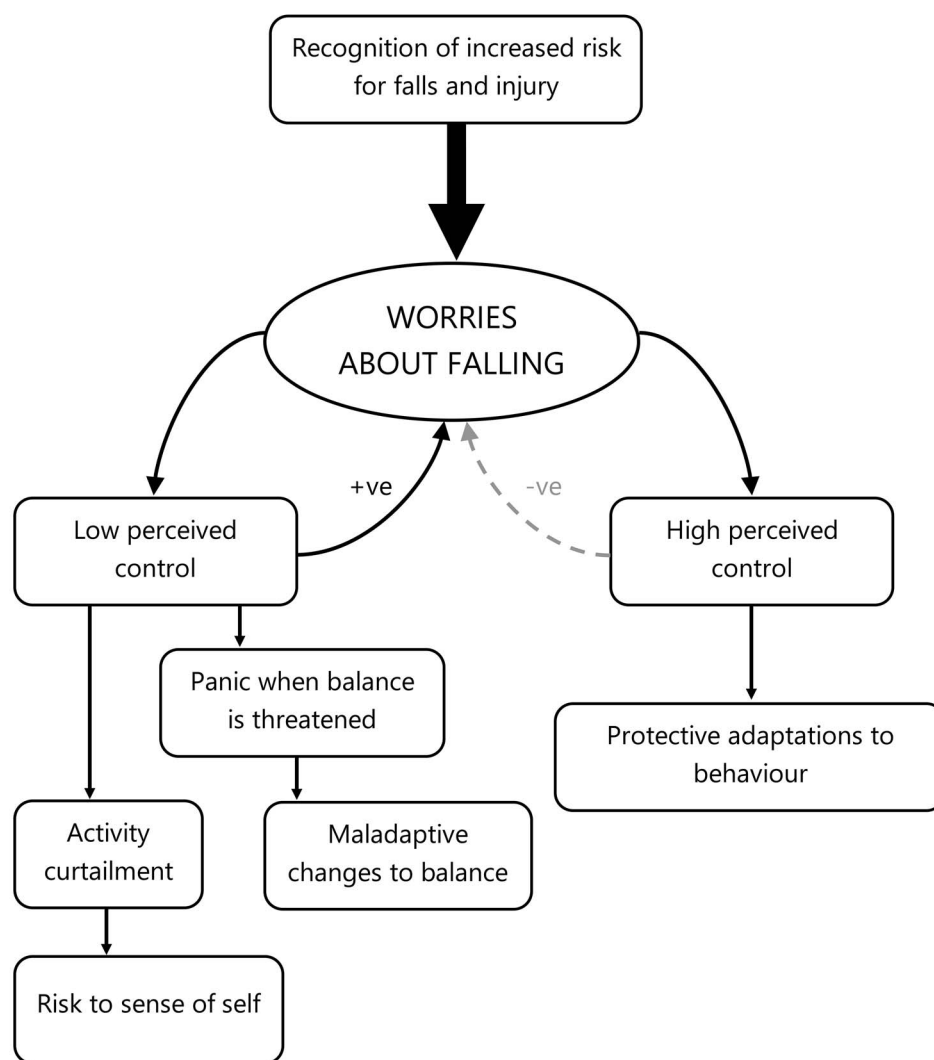 Recognition of increased risk
for falls and injury
WORRIES
ABOUT FALLING
+ve
-ve
Low perceived
control
High perceived
control
Panic when balance
is threatened
Protective adaptations to
behaviour
Activity
curtailment
Maladaptive
changes to balance
Risk to sense of self